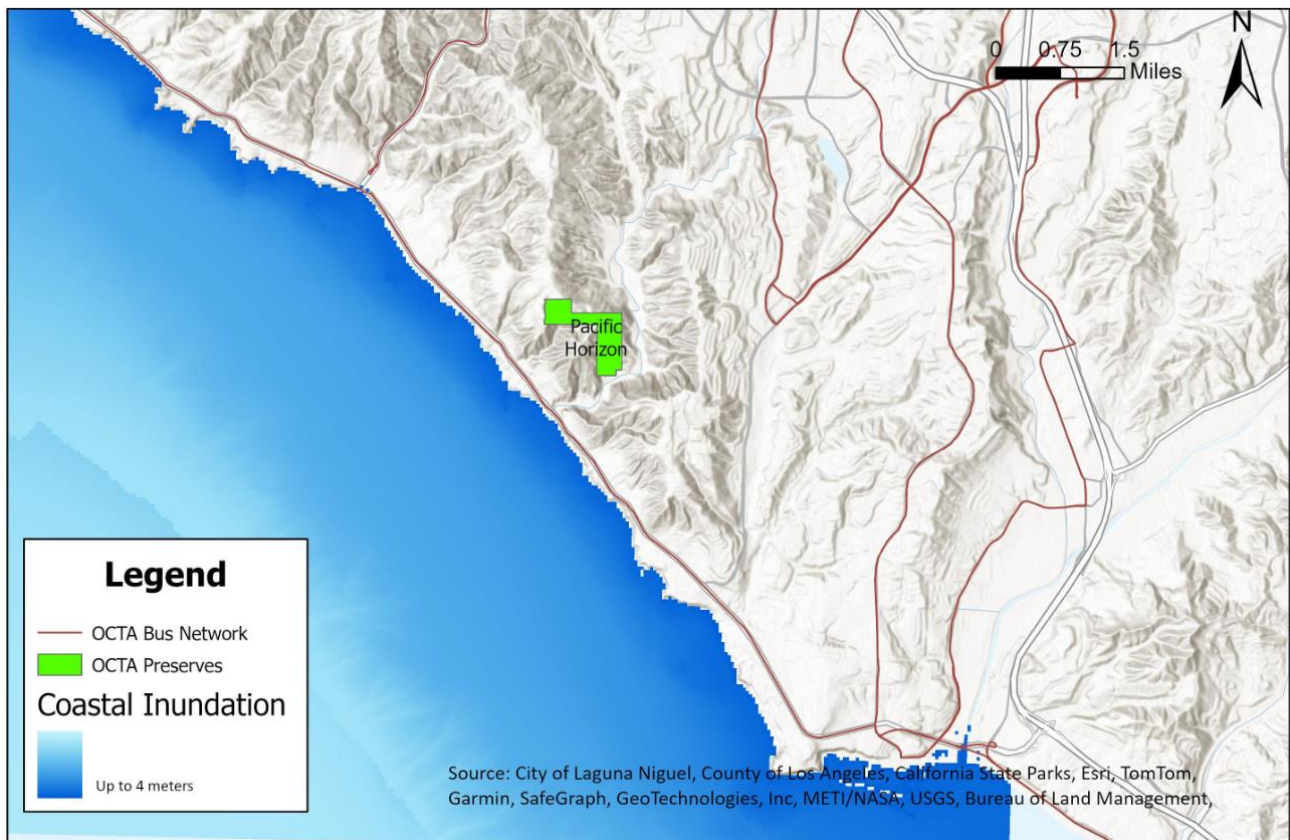 N
0 0.75 1.5
Miles
Pacific
Horizon
Legend
OCTA Bus Network
OCTA Preserves
Coastal Inundation
Up to 4 meters
Source: City of Laguna Niguel, County of Los Angeles, California State Parks, Esri, TomTom,
Garmin, SafeGraph, GeoTechnologies, Inc, METI/NASA, USGS, Bureau of Land Management,